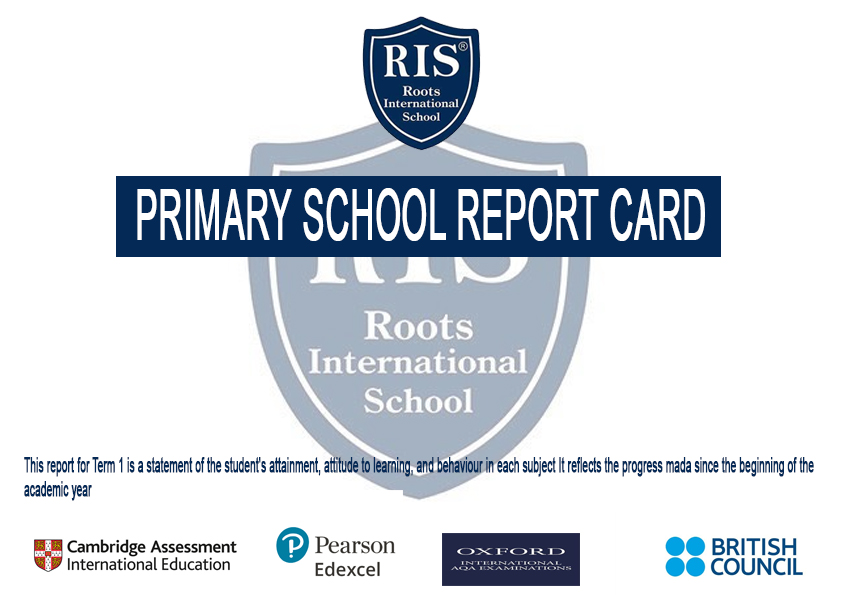 RIS®
Roots
International
School
PRIMARY SCHOOL REPORT CARD
RIS
Roots
International
School
This report for Term 1 is a statement of the student's attainment, attitude to learning, and behaviour in each subject It reflects the progress mada since the beginning of the
academic year
Cambridge Assessment
International Education
Pearson
Edexcel
OXFORD
INTERNATIONAL
AQA EXAMINATIONS
BRITISH
COUNCIL